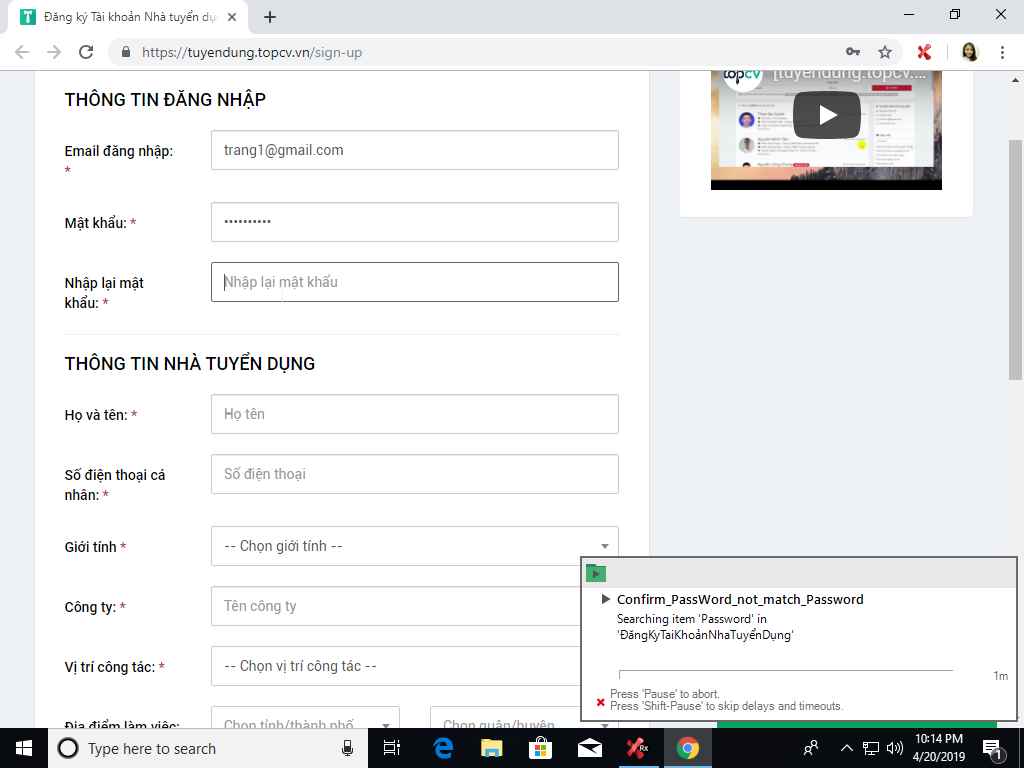 Đăng ký Tài khoản Nhà tuyển dụ
https://tuyendung.topcv.vn/sign-up
THÔNG TIN ĐĂNG NHẬP
topcv
[tuyendung.topcv....
Email đăng nhập:
*
trang1@gmail.com
Mật khẩu: *
••••••••••
Nhập lại mật
khẩu: *
Nhập lại mật khẩu
THÔNG TIN NHÀ TUYỂN DỤNG
Họ và tên: *
Họ tên
Số điện thoại cá
nhân: *
Số điện thoại
Giới tính *
-- Chọn giới tính --
Công ty: *
Tên công ty
Vị trí công tác: *
-- Chọn vị trí công tác --
Địa điểm làm việc:
Chọn tỉnh/thành phố
Chọn quận/huyện
Confirm_PassWord_not_match_Password
Searching item 'Password' in
'ĐăngKyTaiKhoảnNhaTuyểnDụng'
1m
Press 'Pause' to abort.
Press 'Shift-Pause' to skip delays and timeouts.
Type here to search
Rx
10:14 PM
4/20/2019
1